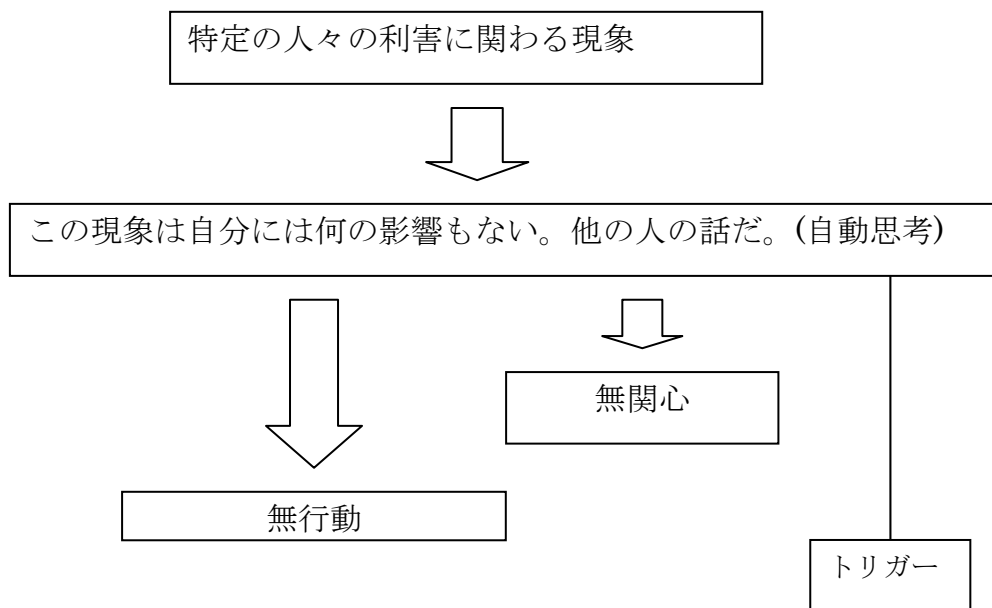 特定の人々の利害に関わる現象
この現象は自分には何の影響もない。他の人の話だ。(自動思考)
無関心
無行動
トリガー